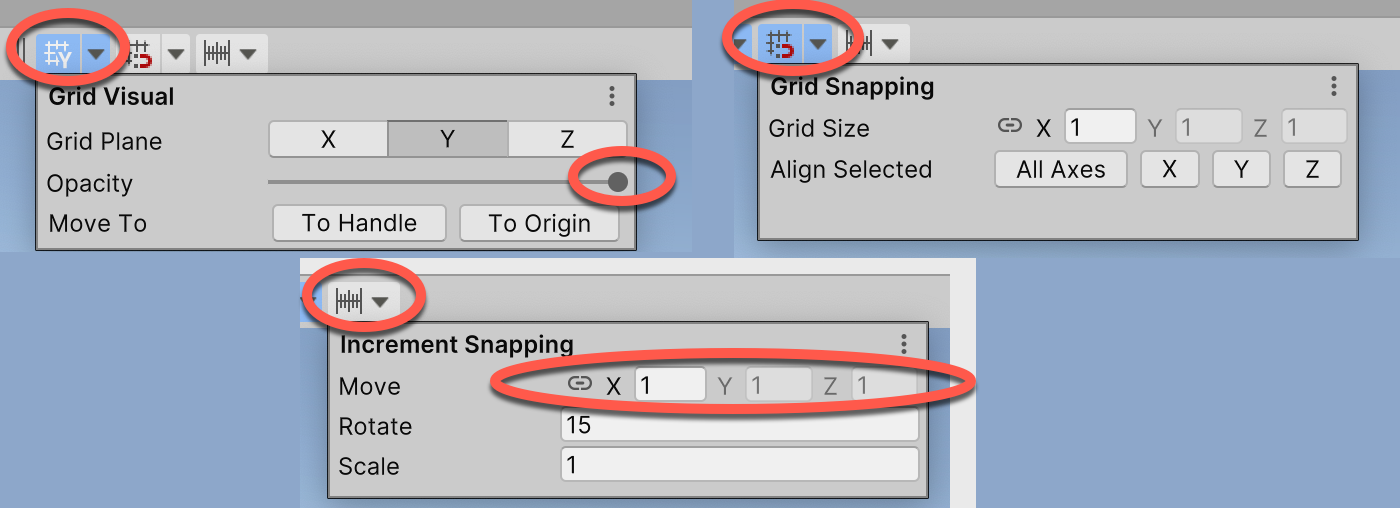 Grid Visual
Grid Plane X Y Z
Opacity
Move To To Handle To Origin
Grid Snapping
Grid Size X 1 Y 1 Z 1
Align Selected All Axes X Y Z
Increment Snapping
Move X 1 Y 1 Z 1
Rotate 15
Scale 1